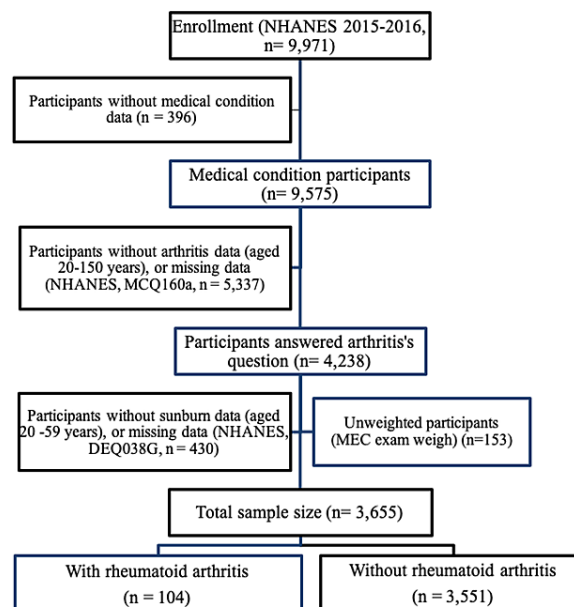 Enrollment (NHANES 2015-2016,
n= 9,971)
Participants without medical condition
data (n = 396)
Medical condition participants
(n= 9,575)
Participants without arthritis data (aged
20-150 years), or missing data
(NHANES, MCQ160a, n = 5,337)
Participants answered arthritis's
question (n = 4,238)
Participants without sunburn data (aged
20 -59 years), or missing data (NHANES,
DEQ038G, n = 430)
Unweighted participants
(MEC exam weigh) (n=153)
Total sample size (n= 3,655)
With rheumatoid arthritis
(n = 104)
Without rheumatoid arthritis
(n = 3,551)